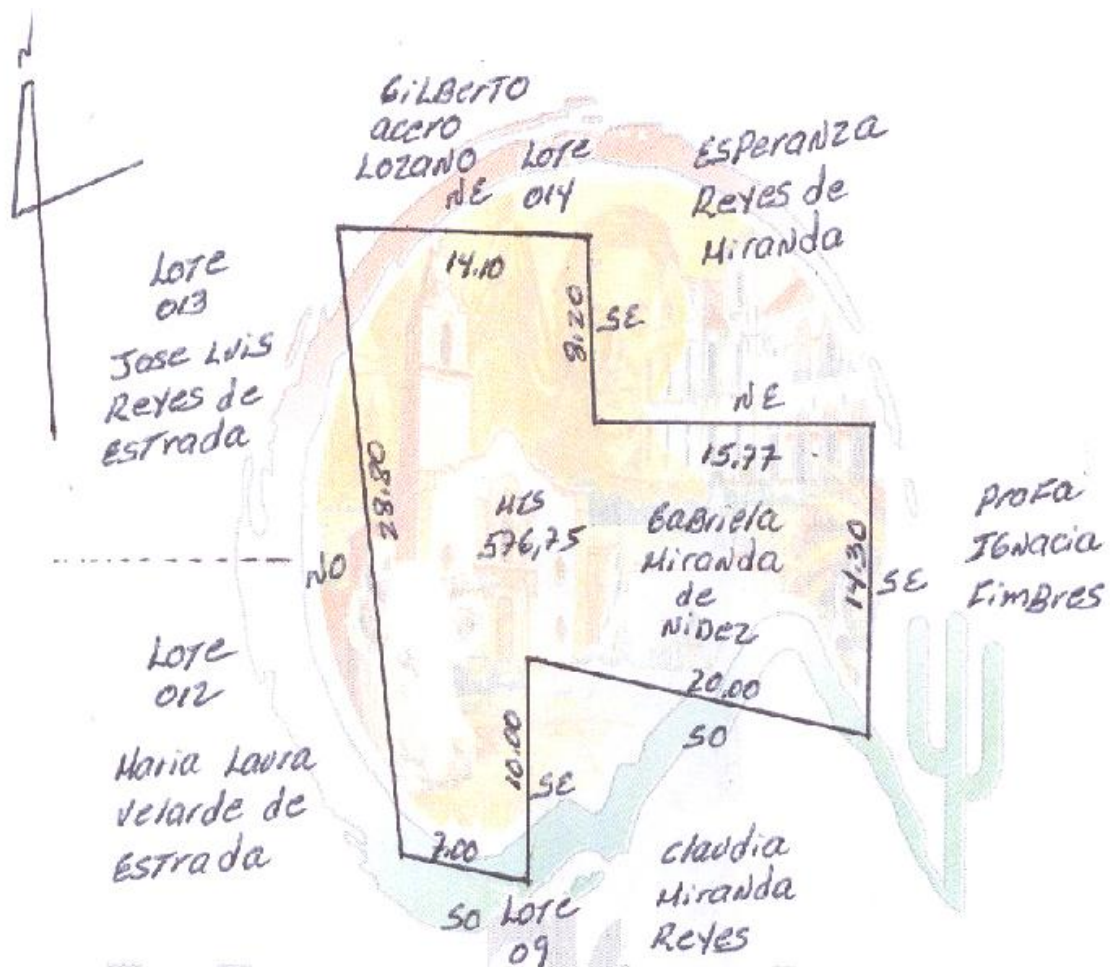 N
GILBERTO
acero
LOZANO
NE
LOTE
014
ESPERANZA
Reyes de
Miranda
LOTE
013
Jose Luis
Reyes de
ESTrada
14.10
8.20
SE
NE
15.77
28.80
NO
MTS
576,75
GaBriela
Miranda
de
NiDez
14.30
SE
ProFa
IGNacia
FimBres
LOTE
012
Maria Laura
Velarde de
ESTrada
20.00
SO
10.00
SE
7.00
SO
LOTE
09
claudia
Miranda
Reyes